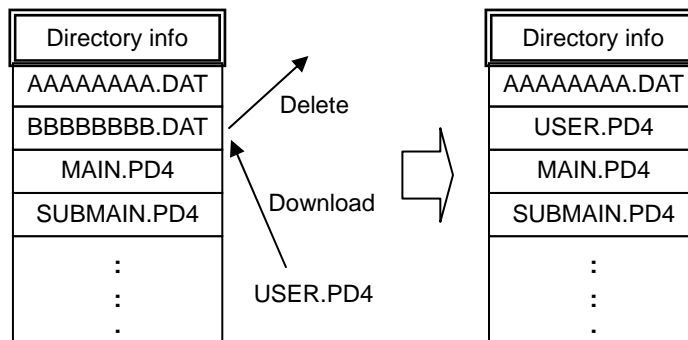 Directory info
AAAAAAAA.DAT
BBBBBBBB.DAT
MAIN.PD4
SUBMAIN.PD4
:
:
.
Delete
Download
USER.PD4
Directory info
AAAAAAAA.DAT
USER.PD4
MAIN.PD4
SUBMAIN.PD4
:
:
.